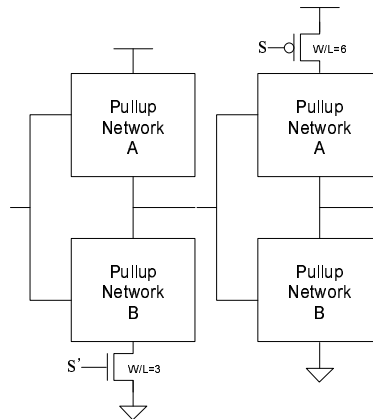 S
W/L=6
Pullup
Network
A
Pullup
Network
A
Pullup
Network
B
Pullup
Network
B
S'
W/L=3